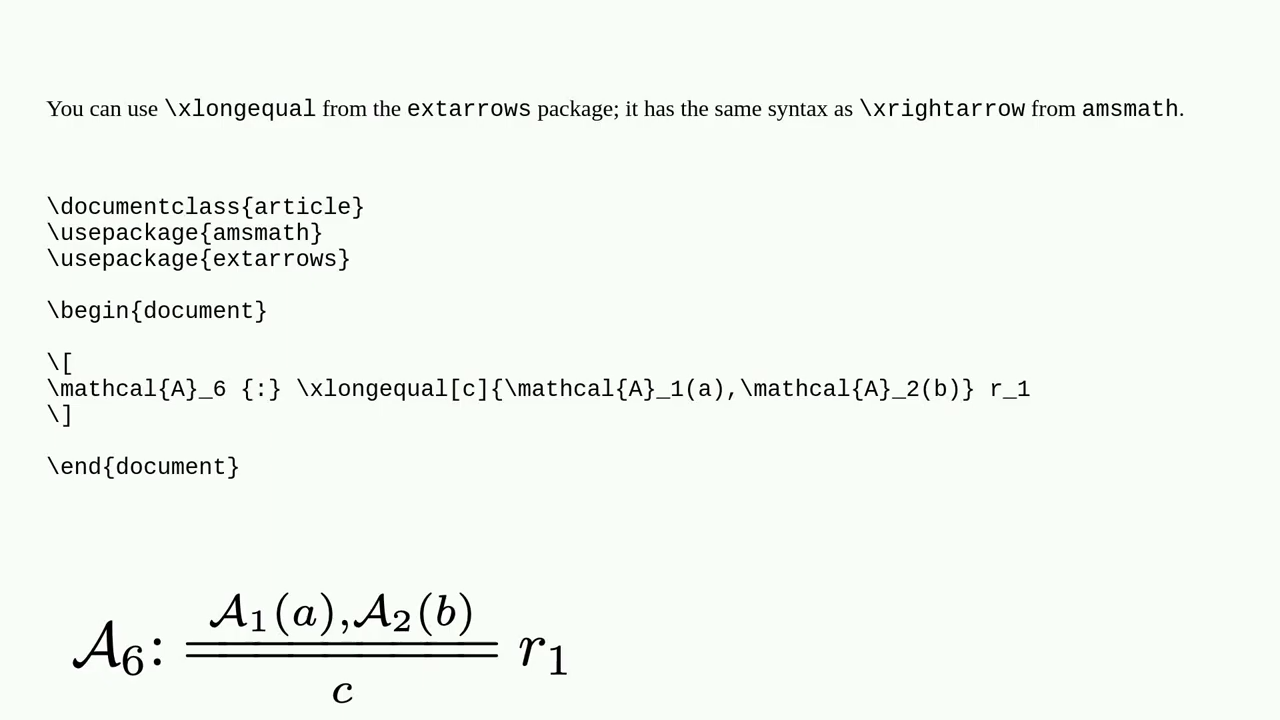 You can use \xlongequal from the extarrows package; it has the same syntax as \xrightarrow from amsmath.
\documentclass{article}
\usepackage{amsmath}
\usepackage{extarrows}
\begin{document}
\[
\mathcal{A}_6 {:} \xlongequal[c]{\mathcal{A}_1(a),\mathcal{A}_2(b)} r_1
\]
\end{document}
𝒜₁(a),𝒜₂(b)
𝒜₆: ═════ r₁
c